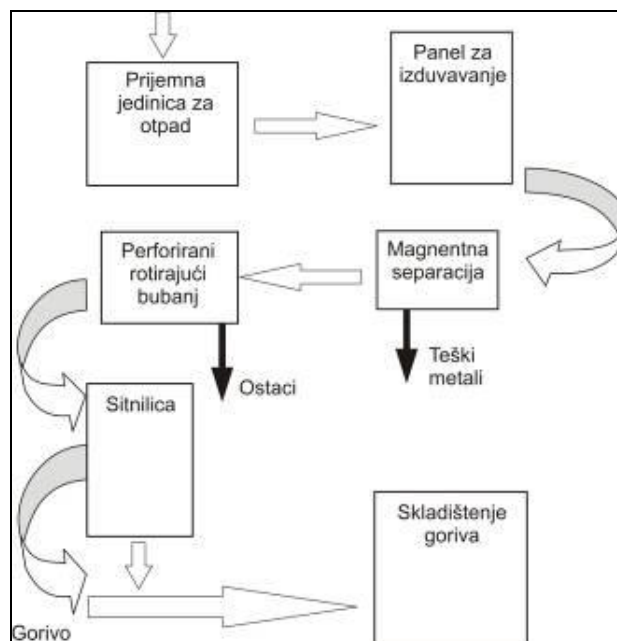 Prijemna
jedinica za
otpad
Panel za
izduvavanje
Perforirani
rotirajući
bubanj
Magnentna
separacija
Ostaci
Teški
metali
Sitnilica
Skladištenje
goriva
Gorivo